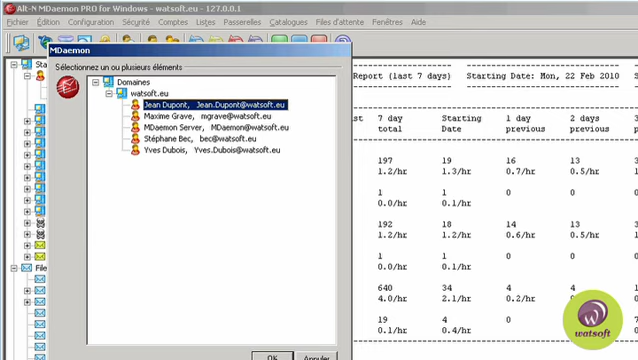 Alt-N MDaemon PRO for Windows - watsoft.eu - 127.0.0.1
Fichier Édition Configuration Sécurité Comptes Listes Passerelles Catalogues Files d'attente Fenêtres Aide
MDaemon
Sélectionnez un ou plusieurs éléments
Domaines
watsoft.eu
Jean Dupont, Jean.Dupont@watsoft.eu
Maxime Grave, mgrave@watsoft.eu
MDaemon Server, MDaemon@watsoft.eu
Stéphane Bec, bec@watsoft.eu
Yves Dubois, Yves.Dubois@watsoft.eu
OK Annuler
Sta
File
Report (last 7 days) Starting Date: Mon, 22 Feb 2010
7 day Starting 1 day 2 days
total Date previous previous
197 19 16 13
1.2/hr 1.3/hr 0.7/hr 0.5/hr
1 1 0 0
0.0/hr 0.1/hr
192 18 14 13
1.2/hr 1.2/hr 0.6/hr 0.5/hr
1 1 0 0
0.0/hr 0.1/hr
640 34 4
4.0/hr 2.1/hr 0.2/hr
19 4 0
0.1/hr 0.4/hr
watsoft